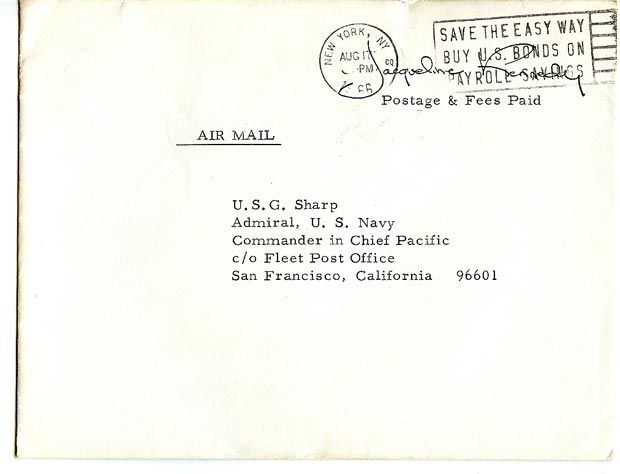 NEW YORK, NY
AUG 17
PM
SAVE THE EASY WAY
BUY U.S. BONDS ON
PAYROLL SAVINGS
Jacqueline Kennedy
Postage & Fees Paid
AIR MAIL
U.S.G. Sharp
Admiral, U. S. Navy
Commander in Chief Pacific
c/o Fleet Post Office
San Francisco, California 96601